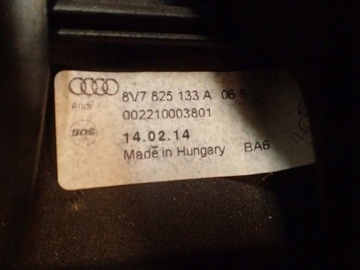 8V7 825 133 A 06 S
002210003801
14.02.14
Made in Hungary BA6